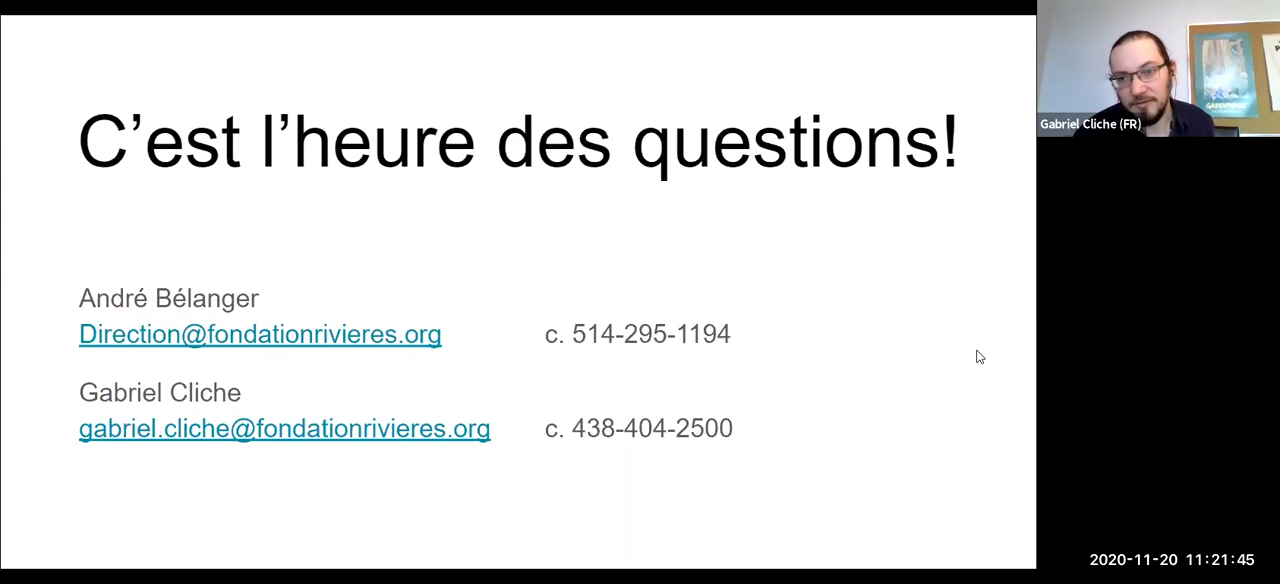 C'est l'heure des questions!
André Bélanger
Direction@fondationrivieres.org c. 514-295-1194
Gabriel Cliche
gabriel.cliche@fondationrivieres.org c. 438-404-2500
GREENPEACE
Gabriel Cliche (FR)
2020-11-20 11:21:45